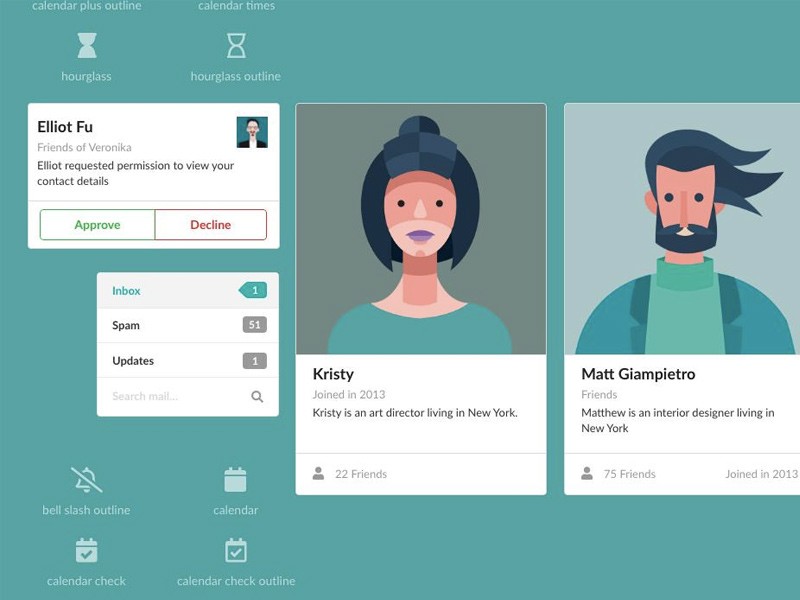 calendar plus outline
calendar times
hourglass
hourglass outline
Elliot Fu
Friends of Veronika
Elliot requested permission to view your
contact details
Approve
Decline
Inbox
1
Spam
51
Updates
1
Search mail...
Kristy
Joined in 2013
Kristy is an art director living in New York.
22 Friends
Matt Giampietro
Friends
Matthew is an interior designer living in
New York
75 Friends
Joined in 2013
bell slash outline
calendar
calendar check
calendar check outline